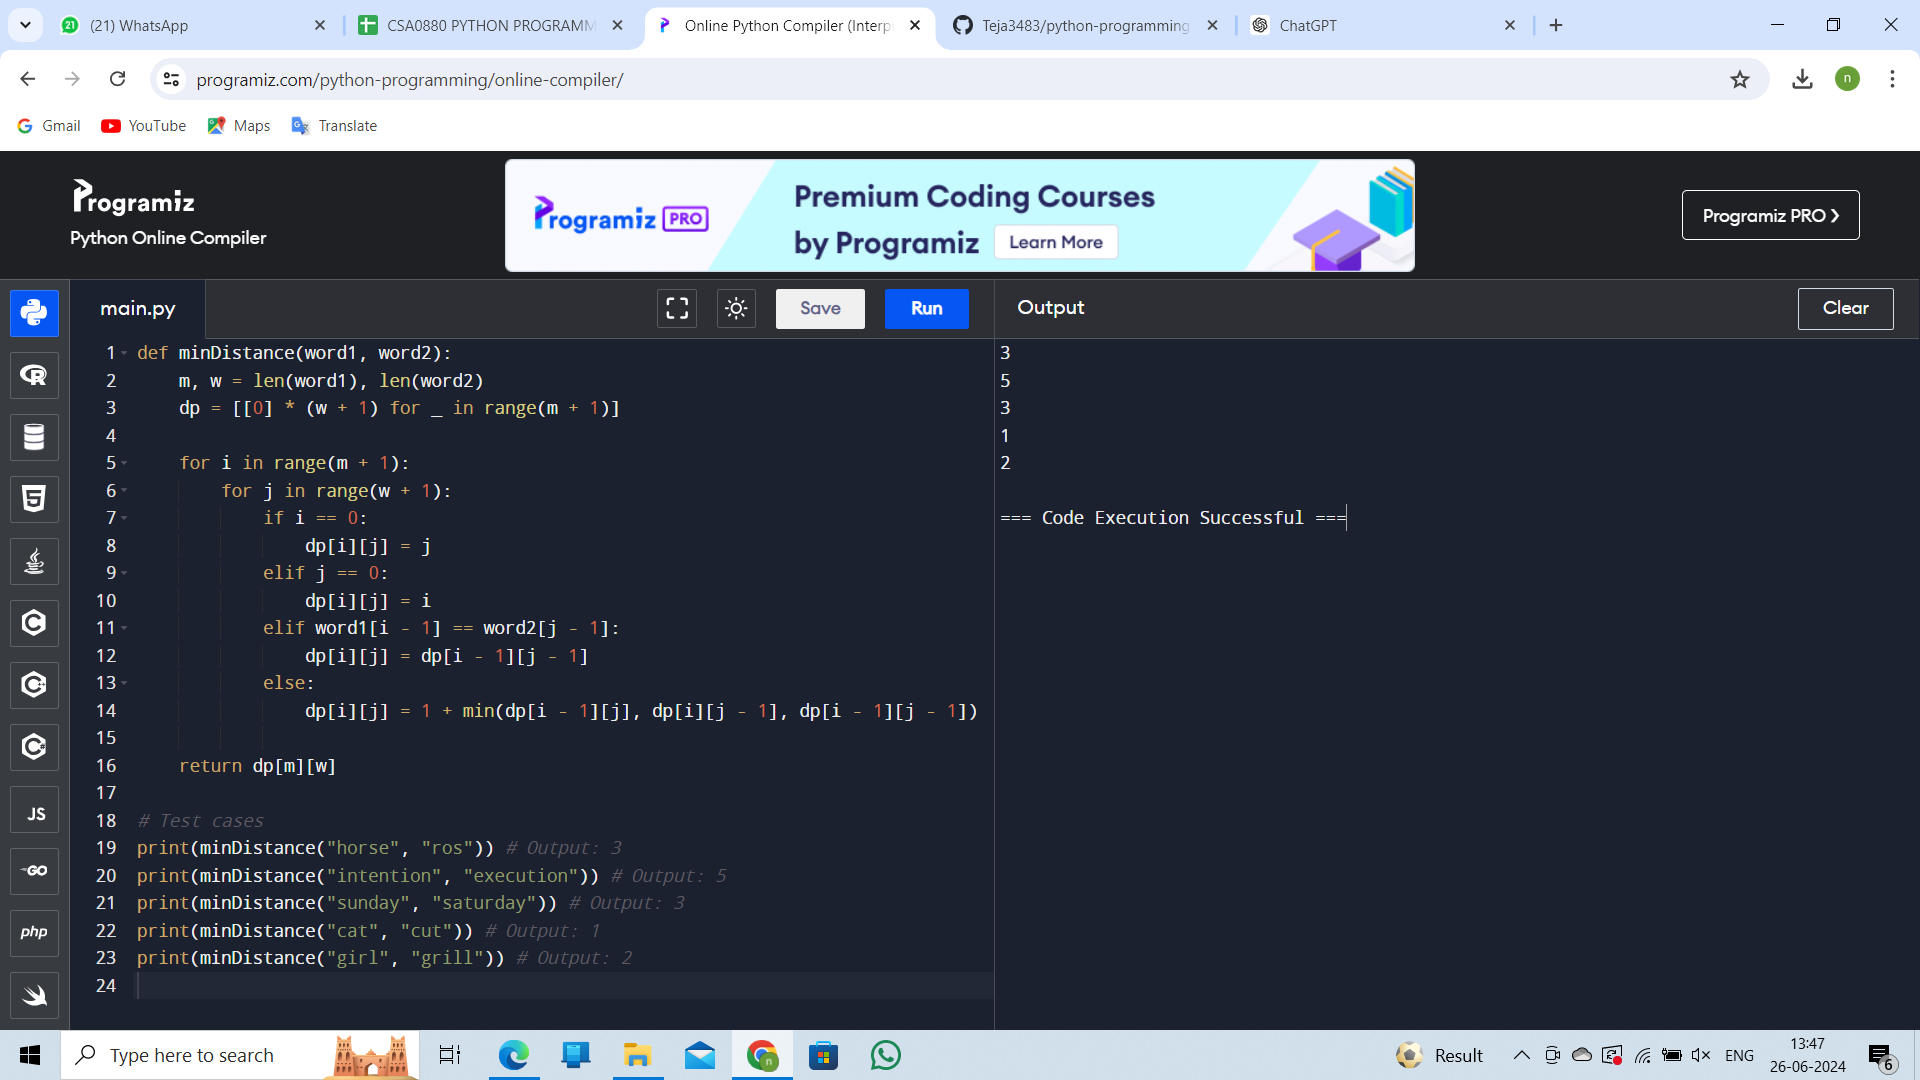 (21) WhatsApp
CSA0880 PYTHON PROGRAMM
Online Python Compiler (Interp
Teja3483/python-programming
ChatGPT
programiz.com/python-programming/online-compiler/
n
Gmail
YouTube
Maps
Translate
Programiz
Python Online Compiler
Programiz PRO
Premium Coding Courses
by Programiz
Learn More
Programiz PRO ❯
main.py
Save
Run
Output
Clear
1 def minDistance(word1, word2):
2     m, w = len(word1), len(word2)
3     dp = [[0] * (w + 1) for _ in range(m + 1)]
4
5     for i in range(m + 1):
6         for j in range(w + 1):
7             if i == 0:
8                 dp[i][j] = j
9             elif j == 0:
10                 dp[i][j] = i
11             elif word1[i - 1] == word2[j - 1]:
12                 dp[i][j] = dp[i - 1][j - 1]
13             else:
14                 dp[i][j] = 1 + min(dp[i - 1][j], dp[i][j - 1], dp[i - 1][j - 1])
15
16     return dp[m][w]
17
18 # Test cases
19 print(minDistance("horse", "ros")) # Output: 3
20 print(minDistance("intention", "execution")) # Output: 5
21 print(minDistance("sunday", "saturday")) # Output: 3
22 print(minDistance("cat", "cut")) # Output: 1
23 print(minDistance("girl", "grill")) # Output: 2
24
3
5
3
1
2
=== Code Execution Successful ===
JS
GO
php
Type here to search
Result
ENG
13:47
26-06-2024
6